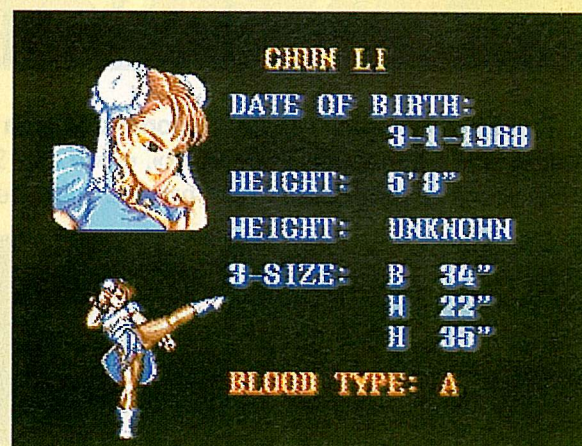 CHUN LI
DATE OF BIRTH:
3-1-1968
HEIGHT: 5'8"
WEIGHT: UNKNOWN
3-SIZE: B 34"
W 22"
H 35"
BLOOD TYPE: A